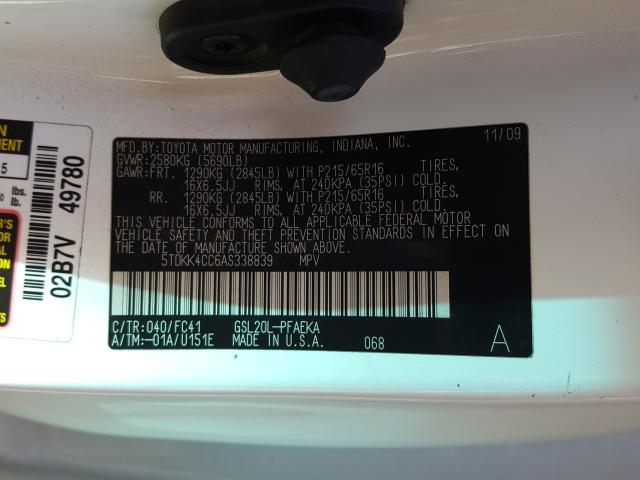 MFD.BY:TOYOTA MOTOR MANUFACTURING, INDIANA, INC. 11/09
GVWR:2580KG (5690LB)
GAWR:FRT. 1290KG (2845LB) WITH P215/65R16 TIRES,
16X6.5JJ RIMS, AT 240KPA (35PSI) COLD.
RR. 1290KG (2845LB) WITH P215/65R16 TIRES,
16X6.5JJ RIMS, AT 240KPA (35PSI) COLD.
THIS VEHICLE CONFORMS TO ALL APPLICABLE FEDERAL MOTOR
VEHICLE SAFETY AND THEFT PREVENTION STANDARDS IN EFFECT ON
THE DATE OF MANUFACTURE SHOWN ABOVE.
5TDKK4CC6AS338839 MPV
C/TR:040/FC41 GSL20L-PFAEKA
A/TM:-01A/U151E MADE IN U.S.A. 068 A
02B7V 49780